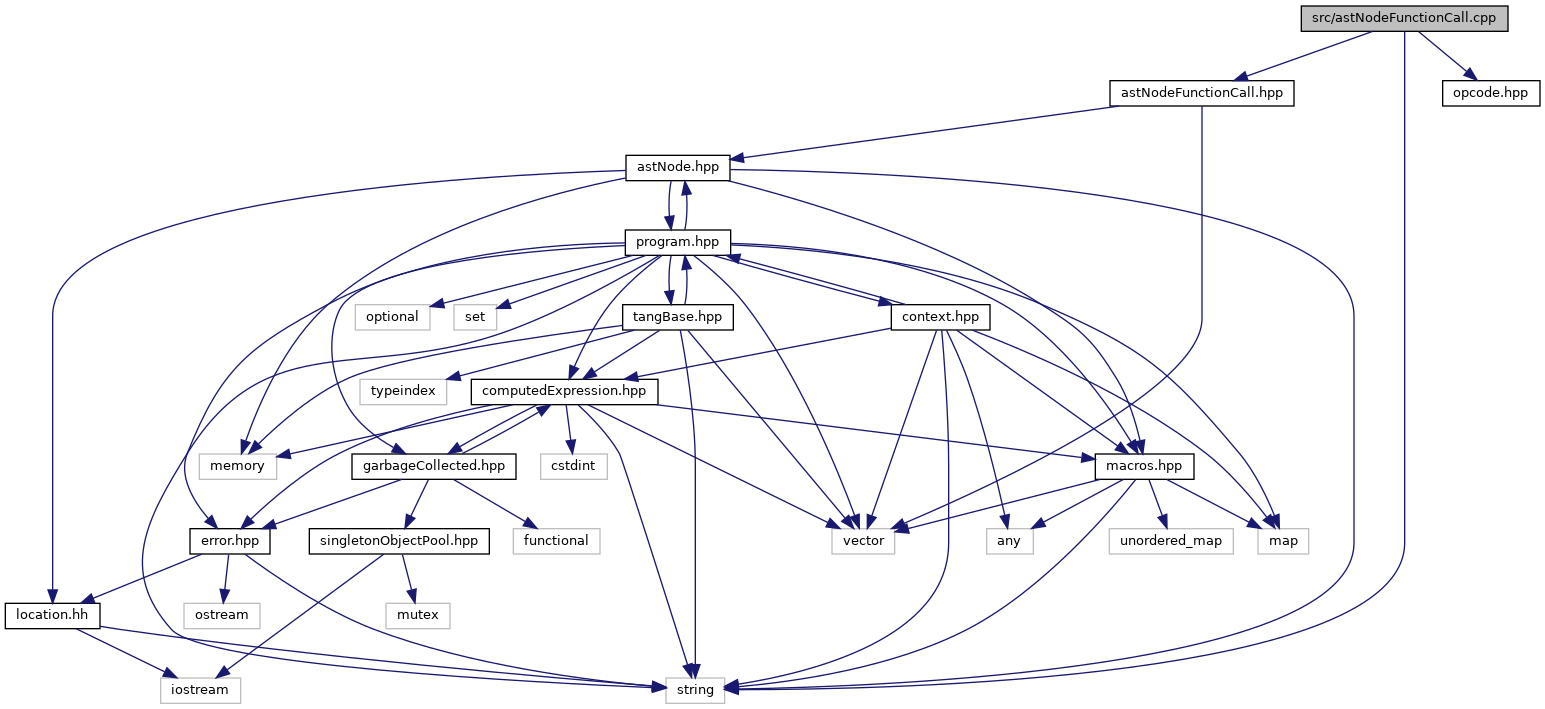 src/astNodeFunctionCall.cpp
astNodeFunctionCall.hpp
opcode.hpp
astNode.hpp
program.hpp
optional
set
tangBase.hpp
context.hpp
typeindex
computedExpression.hpp
memory
garbageCollected.hpp
cstdint
macros.hpp
error.hpp
singletonObjectPool.hpp
functional
vector
any
unordered_map
map
location.hh
ostream
mutex
iostream
string